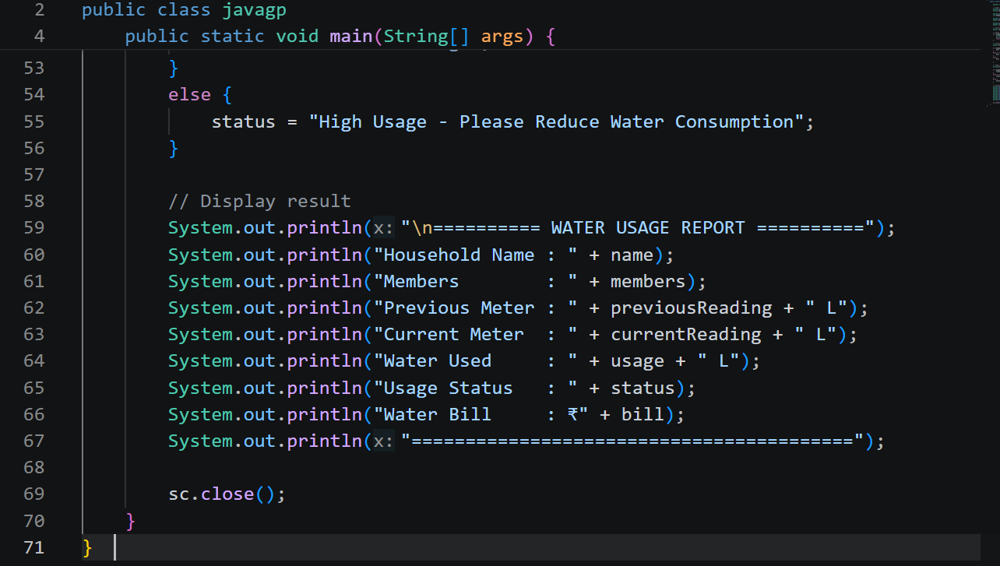 2 public class javagp
4     public static void main(String[] args) {
53         }
54         else {
55             status = "High Usage - Please Reduce Water Consumption";
56         }
57
58         // Display result
59         System.out.println(x: "\n========== WATER USAGE REPORT ==========");
60         System.out.println("Household Name : " + name);
61         System.out.println("Members        : " + members);
62         System.out.println("Previous Meter : " + previousReading + " L");
63         System.out.println("Current Meter  : " + currentReading + " L");
64         System.out.println("Water Used     : " + usage + " L");
65         System.out.println("Usage Status   : " + status);
66         System.out.println("Water Bill     : ₹" + bill);
67         System.out.println(x: "=========================================");
68
69         sc.close();
70     }
71 }